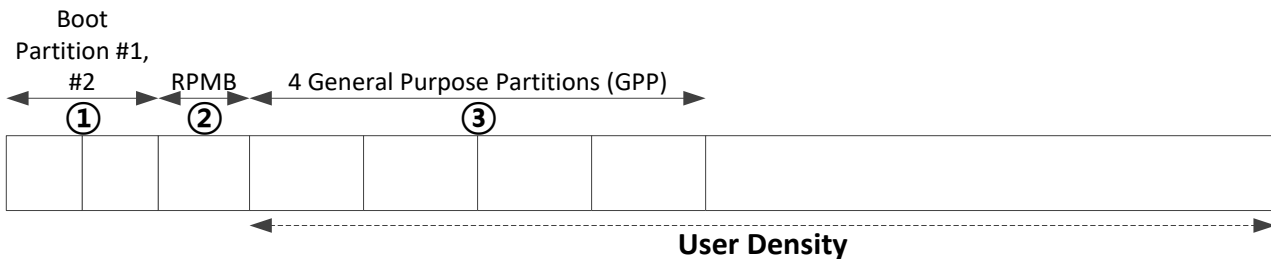 Boot
Partition #1,
#2
RPMB
4 General Purpose Partitions (GPP)
①
②
③
User Density